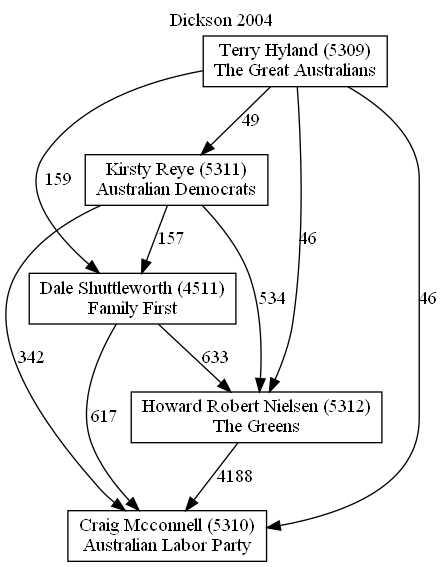 Dickson 2004
Terry Hyland (5309)
The Great Australians
49
Kirsty Reye (5311)
Australian Democrats
159
157
46
534
46
Dale Shuttleworth (4511)
Family First
342
633
617
Howard Robert Nielsen (5312)
The Greens
4188
Craig Mcconnell (5310)
Australian Labor Party